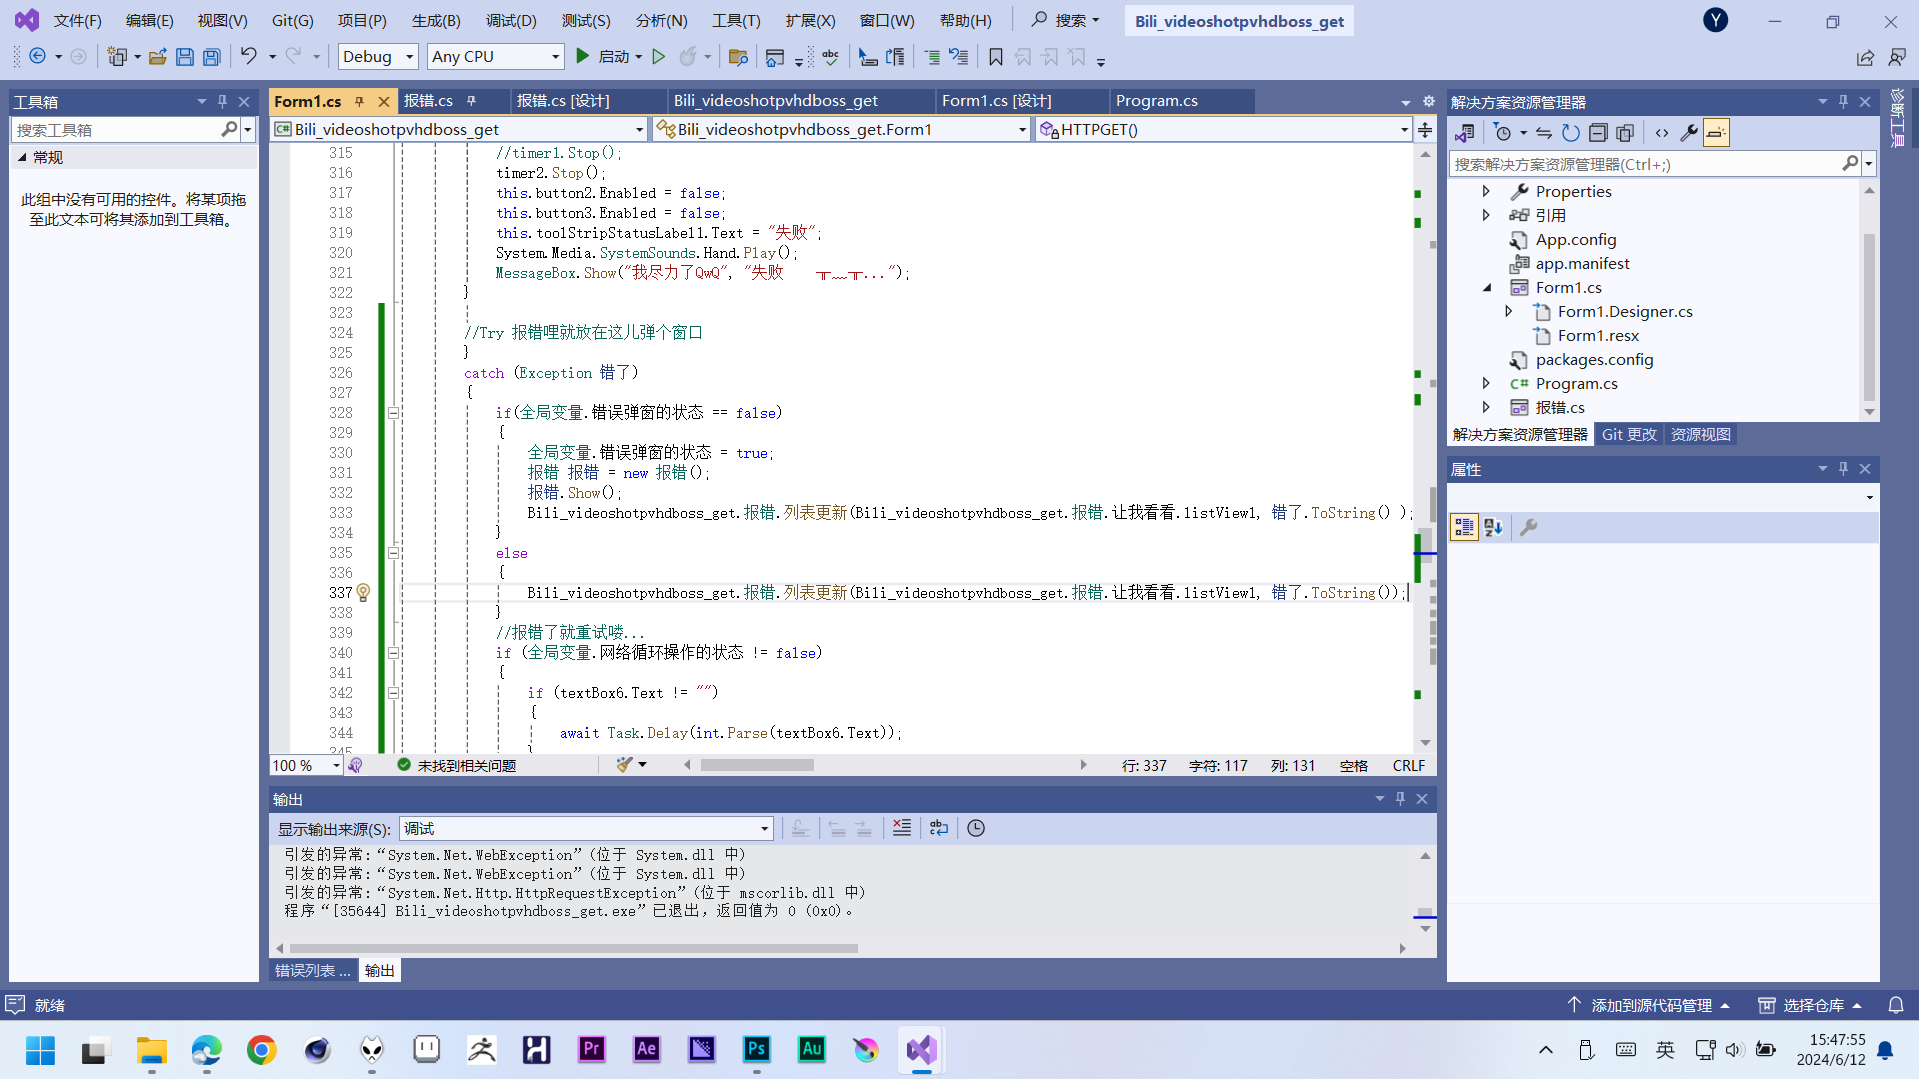 文件(F) 编辑(E) 视图(V) Git(G) 项目(P) 生成(B) 调试(D) 测试(S) 分析(N) 工具(T) 扩展(X) 窗口(W) 帮助(H) 搜索 Bili_videoshotpvhdboss_get Y
Debug Any CPU 启动
工具箱
搜索工具箱
常规
此组中没有可用的控件。将某项拖
至此文本可将其添加到工具箱。
Form1.cs 报错.cs 报错.cs [设计] Bili_videoshotpvhdboss_get Form1.cs [设计] Program.cs
Bili_videoshotpvhdboss_get Bili_videoshotpvhdboss_get.Form1 HTTPGET()
315 //timer1.Stop();
316 timer2.Stop();
317 this.button2.Enabled = false;
318 this.button3.Enabled = false;
319 this.toolStripStatusLabel1.Text = "失败";
320 System.Media.SystemSounds.Hand.Play();
321 MessageBox.Show("我尽力了QwQ", "失败  ╥﹏╥...");
322 }
323
324 //Try 报错哩就放在这儿弹个窗口
325 }
326 catch (Exception 错了)
327 {
328 if(全局变量.错误弹窗的状态 == false)
329 {
330 全局变量.错误弹窗的状态 = true;
331 报错 报错 = new 报错();
332 报错.Show();
333 Bili_videoshotpvhdboss_get.报错.列表更新(Bili_videoshotpvhdboss_get.报错.让我看看.listView1, 错了.ToString() );
334 }
335 else
336 {
337 Bili_videoshotpvhdboss_get.报错.列表更新(Bili_videoshotpvhdboss_get.报错.让我看看.listView1, 错了.ToString());
338 }
339 //报错了就重试喽...
340 if (全局变量.网络循环操作的状态 != false)
341 {
342 if (textBox6.Text != "")
343 {
344 await Task.Delay(int.Parse(textBox6.Text));
345 }
100 % 未找到相关问题 行: 337 字符: 117 列: 131 空格 CRLF
输出
显示输出来源(S): 调试
引发的异常:“System.Net.WebException”(位于 System.dll 中)
引发的异常:“System.Net.WebException”(位于 System.dll 中)
引发的异常:“System.Net.Http.HttpRequestException”(位于 mscorlib.dll 中)
程序“[35644] Bili_videoshotpvhdboss_get.exe”已退出，返回值为 0 (0x0)。
错误列表 ... 输出
解决方案资源管理器
搜索解决方案资源管理器(Ctrl+;)
Properties
引用
App.config
app.manifest
Form1.cs
Form1.Designer.cs
Form1.resx
packages.config
Program.cs
报错.cs
解决方案资源管理器 Git 更改 资源视图
属性
诊断工具
就绪 添加到源代码管理 选择仓库
Pr Ae Ps Au 英 15:47:55
2024/6/12